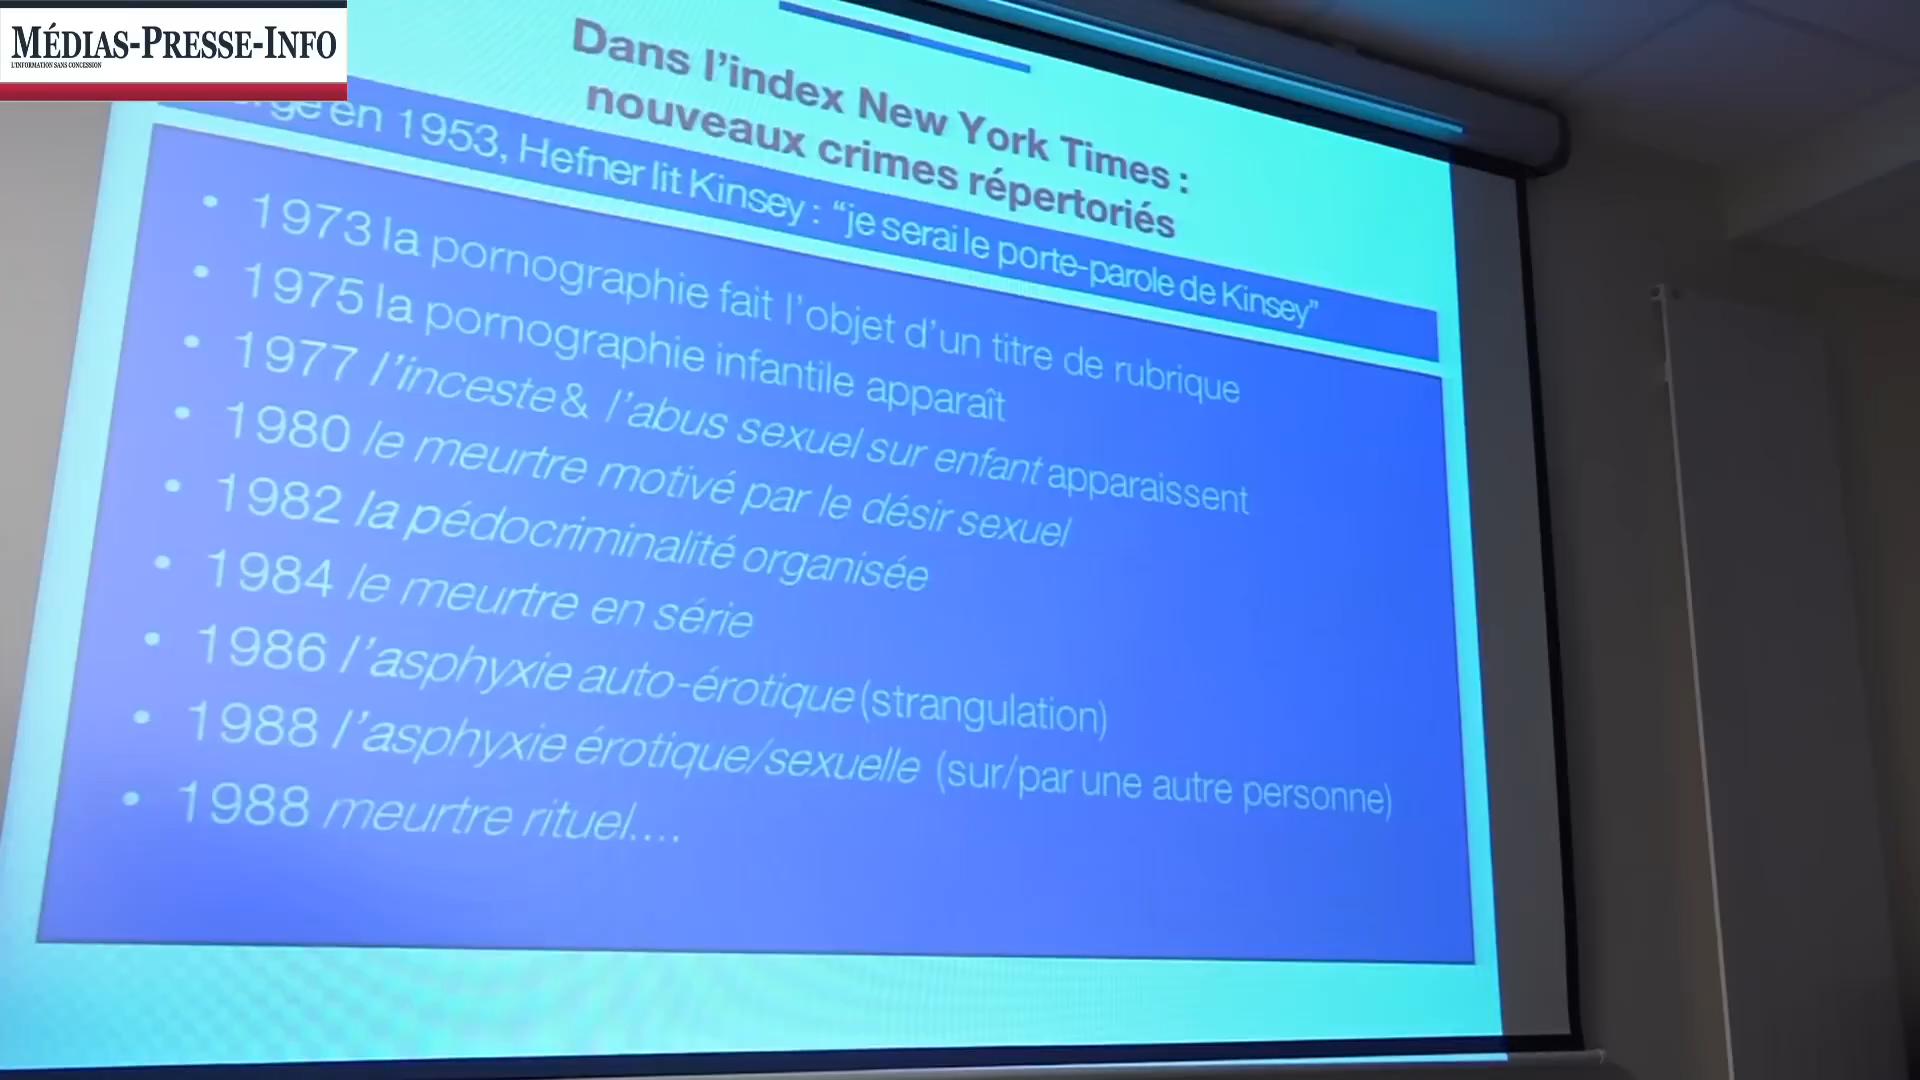 MÉDIAS-PRESSE-INFO
L'INFORMATION SANS CONCESSION
Dans l'index New York Times :
nouveaux crimes répertoriés
en 1953, Hefner lit Kinsey : “je serai le porte-parole de Kinsey”
• 1973 la pornographie fait l'objet d'un titre de rubrique
• 1975 la pornographie infantile apparaît
• 1977 l'inceste & l'abus sexuel sur enfant apparaissent
• 1980 le meurtre motivé par le désir sexuel
• 1982 la pédocriminalité organisée
• 1984 le meurtre en série
• 1986 l'asphyxie auto-érotique (strangulation)
• 1988 l'asphyxie érotique/sexuelle (sur/par une autre personne)
• 1988 meurtre rituel....